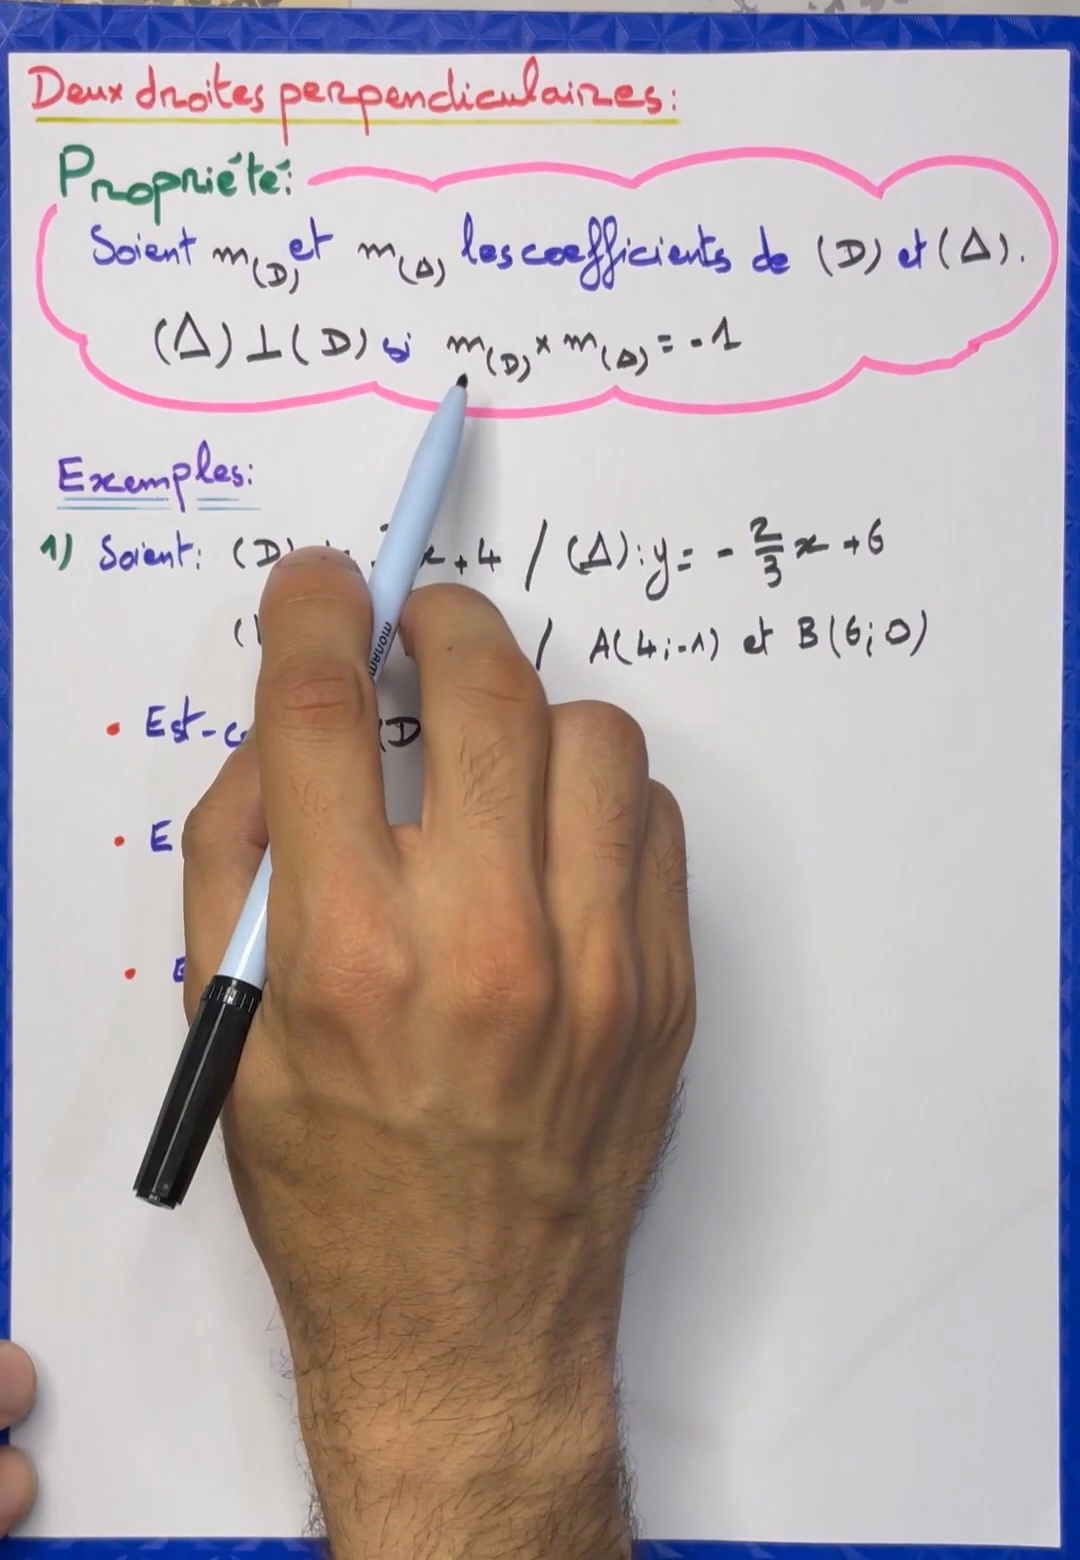 Deux droites perpendiculaires:
Propriété:
Soient m(D) et m(Δ) les coefficients de (D) et (Δ).
(Δ) ⊥ (D) si m(D) × m(Δ) = -1
Exemples:
1) Soient: (D) x + 4 / (Δ): y = - 2/3 x + 6
/ A(4; -1) et B(6; 0)
• Est-c (D
• E
• E